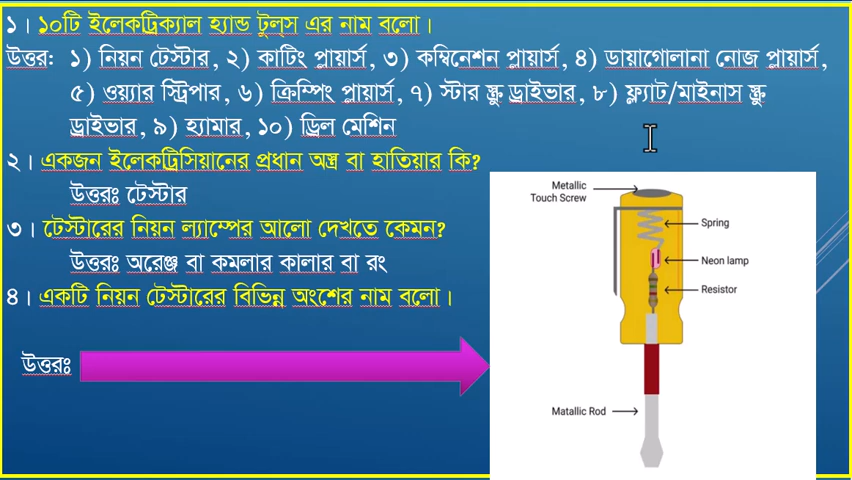 ১। ১০টি ইলেকট্রিক্যাল হ্যান্ড টুল্স এর নাম বলো।
উত্তর: ১) নিয়ন টেস্টার, ২) কাটিং প্লায়ার্স, ৩) কম্বিনেশন প্লায়ার্স, ৪) ডায়াগোলানা নোজ প্লায়ার্স,
৫) ওয়্যার স্ট্রিপার, ৬) ক্রিম্পিং প্লায়ার্স, ৭) স্টার স্ক্রু ড্রাইভার, ৮) ফ্ল্যাট/মাইনাস স্ক্রু
ড্রাইভার, ৯) হ্যামার, ১০) ড্রিল মেশিন
২। একজন ইলেকট্রিসিয়ানের প্রধান অস্ত্র বা হাতিয়ার কি?
উত্তরঃ টেস্টার
৩। টেস্টারের নিয়ন ল্যাম্পের আলো দেখতে কেমন?
উত্তরঃ অরেঞ্জ বা কমলার কালার বা রং
৪। একটি নিয়ন টেস্টারের বিভিন্ন অংশের নাম বলো।
উত্তরঃ
Metallic
Touch Screw
Spring
Neon lamp
Resistor
Matallic Rod